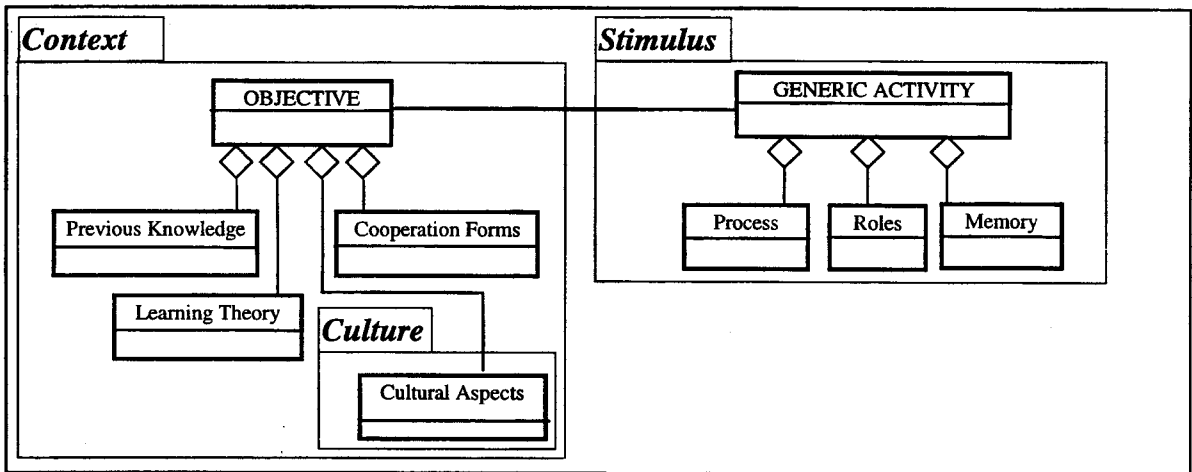 Context
Stimulus
OBJECTIVE
GENERIC ACTIVITY
Previous Knowledge
Cooperation Forms
Process
Roles
Memory
Learning Theory
Culture
Cultural Aspects